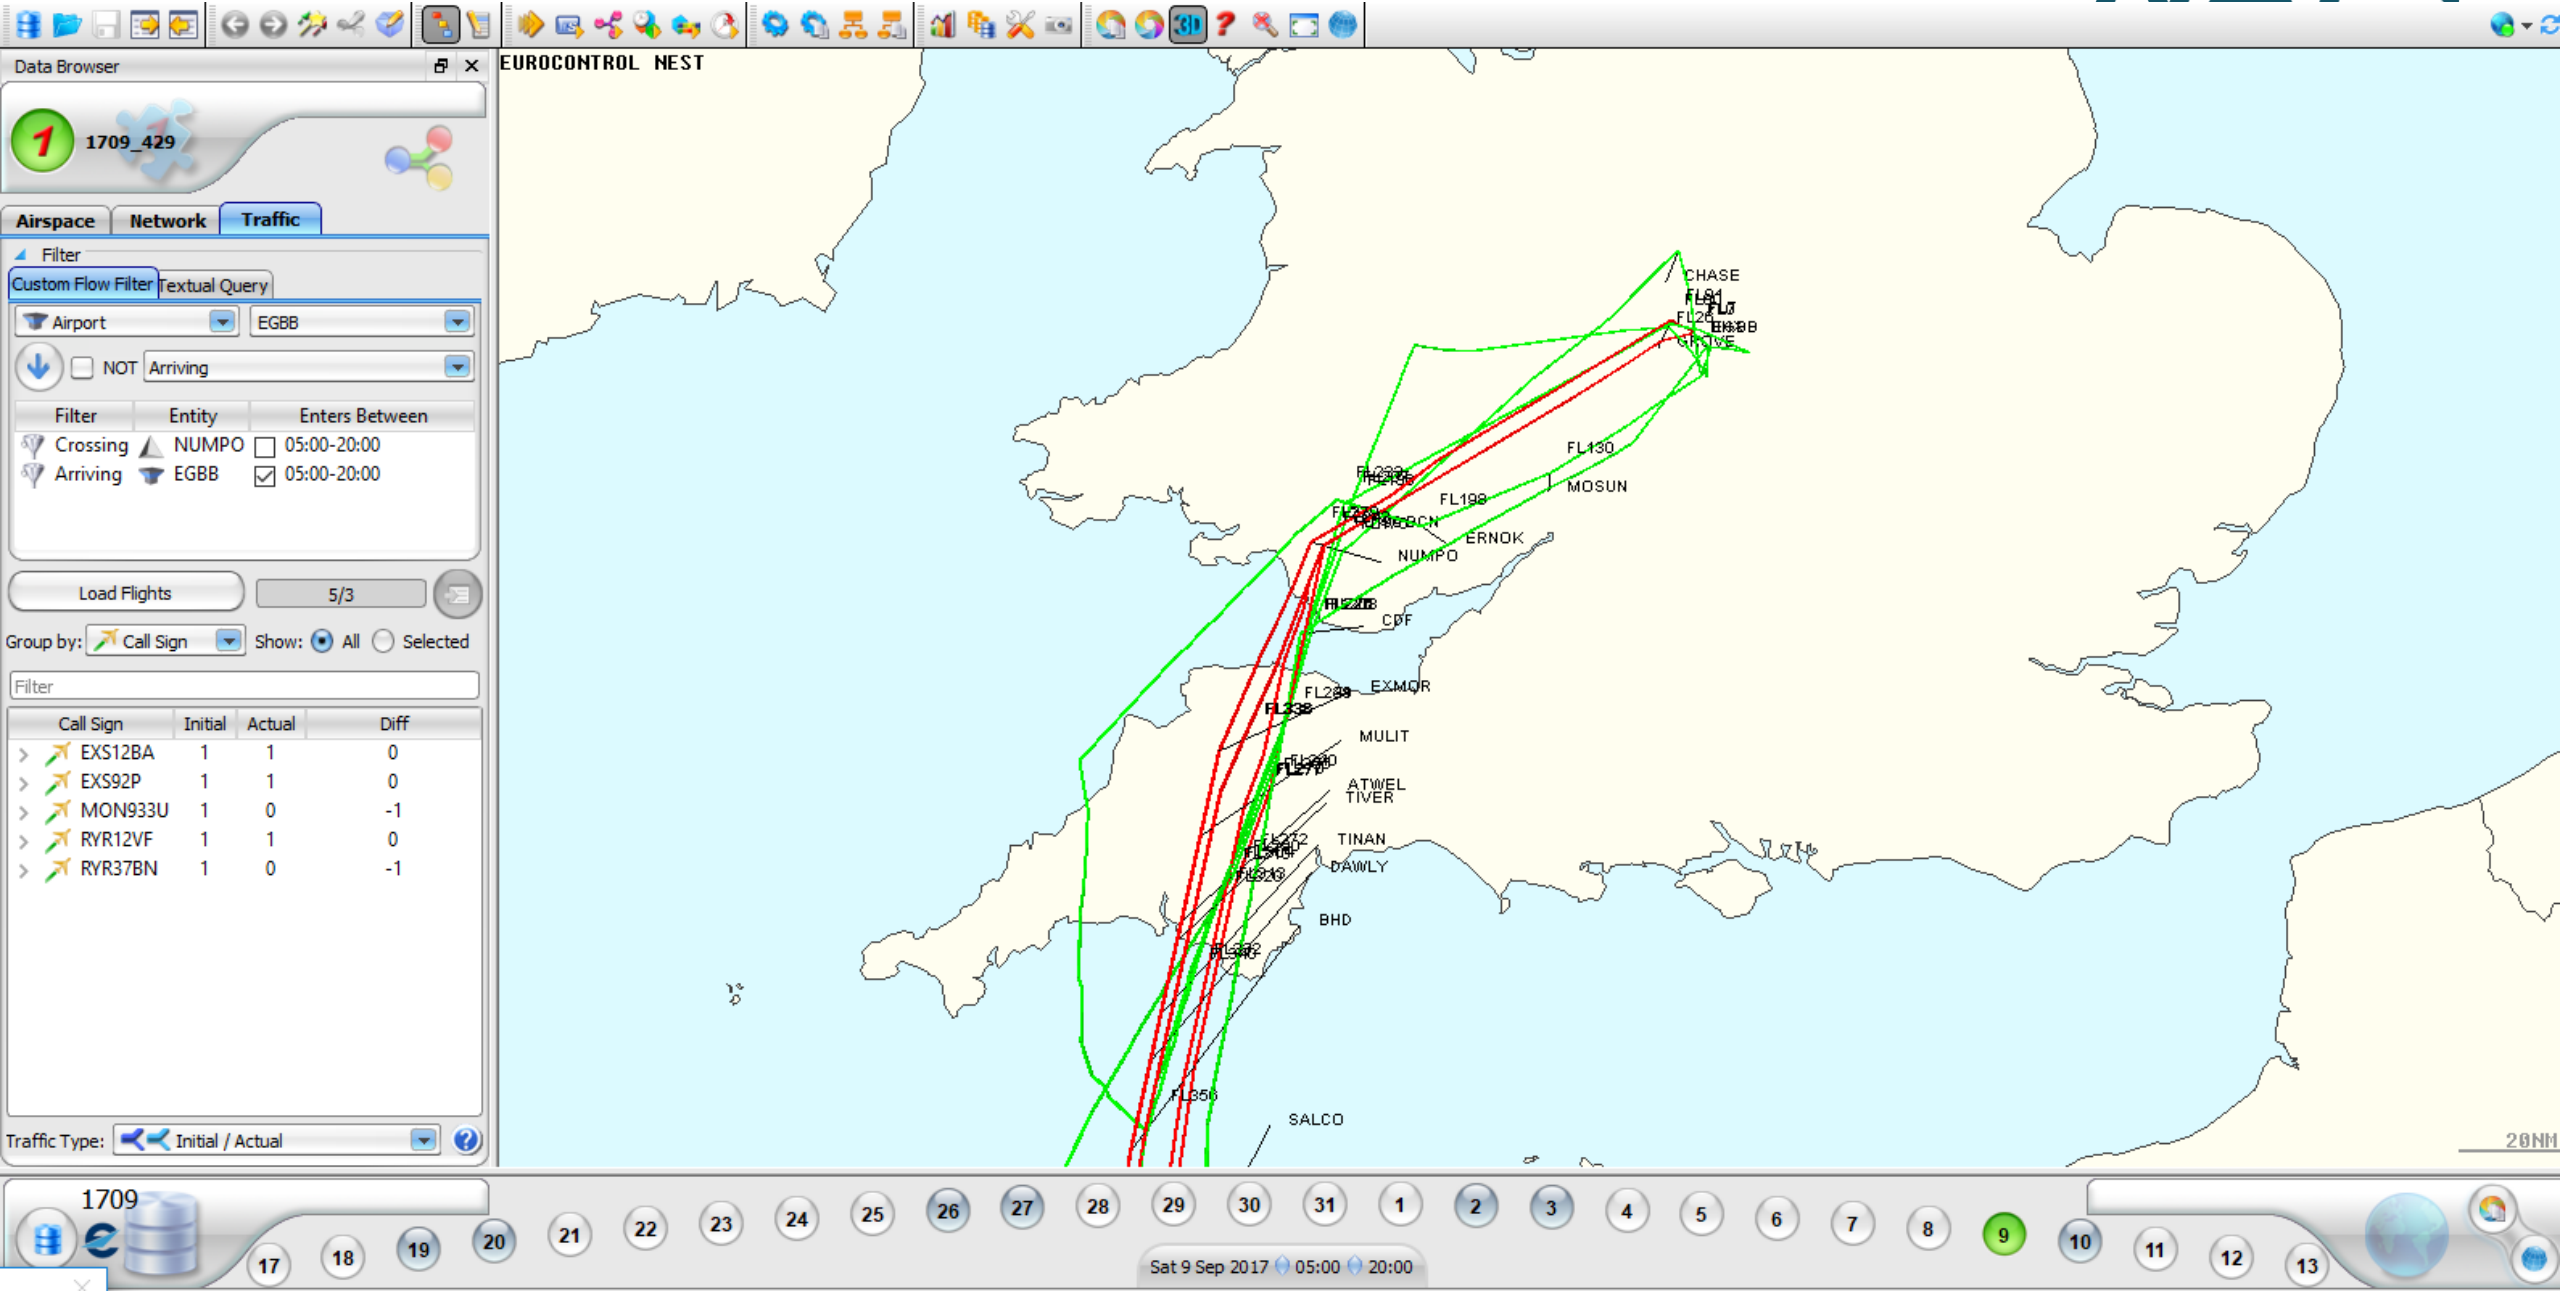 3D
Data Browser
EUROCONTROL NEST
1
1709_429
Airspace Network Traffic
Filter
Custom Flow Filter Textual Query
Airport EGBB
NOT Arriving
Filter Entity Enters Between
Crossing NUMPO 05:00-20:00
Arriving EGBB 05:00-20:00
Load Flights 5/3
Group by: Call Sign Show: All Selected
Filter
Call Sign Initial Actual Diff
EXS12BA 1 1 0
EXS92P 1 1 0
MON933U 1 0 -1
RYR12VF 1 1 0
RYR37BN 1 0 -1
Traffic Type: Initial / Actual
CHASE
GROVE
FL130
MOSUN
FL198
ERNOK
NUMPO
CDF
EXMOR
FL338
MULIT
ATWEL
TIVER
TINAN
DAWLY
BHD
FL356
SALCO
20NM
1709
17 18 19 20 21 22 23 24 25 26 27 28 29 30 31 1 2 3 4 5 6 7 8 9 10 11 12 13
Sat 9 Sep 2017 05:00 20:00